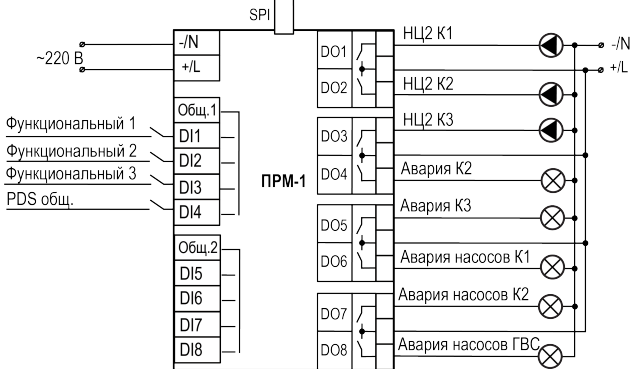 SPI
~220 В
-/N
+/L
Общ.1
Функциональный 1
DI1
Функциональный 2
DI2
Функциональный 3
DI3
PDS общ.
DI4
Общ.2
DI5
DI6
DI7
DI8
ПРМ-1
DO1
НЦ2 К1
-/N
+/L
DO2
НЦ2 К2
DO3
НЦ2 К3
DO4
Авария К2
DO5
Авария К3
DO6
Авария насосов К1
DO7
Авария насосов К2
DO8
Авария насосов ГВС